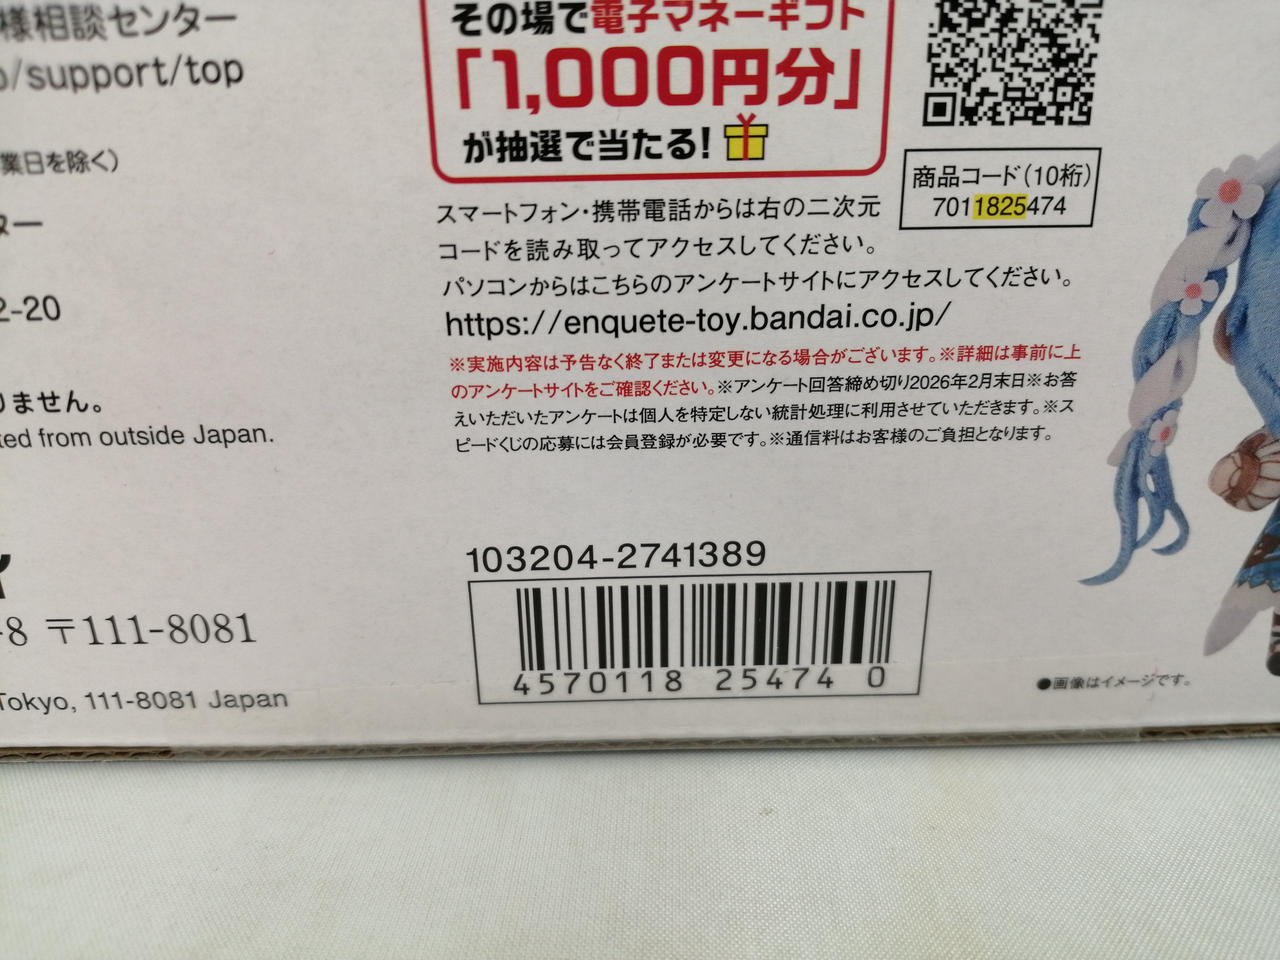 様相談センター
/support/top
業日を除く）
ター
2-20
りません。
ted from outside Japan.
-8 〒111-8081
Tokyo, 111-8081 Japan
その場で電子マネーギフト
「1,000円分」
が抽選で当たる!
商品コード（10桁）
7011825474
スマートフォン・携帯電話からは右の二次元
コードを読み取ってアクセスしてください。
パソコンからはこちらのアンケートサイトにアクセスしてください。
https://enquete-toy.bandai.co.jp/
※実施内容は予告なく終了または変更になる場合がございます。※詳細は事前に上
のアンケートサイトをご確認ください。※アンケート回答締め切り2026年2月末日※お答
えいただいたアンケートは個人を特定しない統計処理に利用させていただきます。※ス
ピードくじの応募には会員登録が必要です。※通信料はお客様のご負担となります。
103204-2741389
4570118 25474 0
●画像はイメージです。